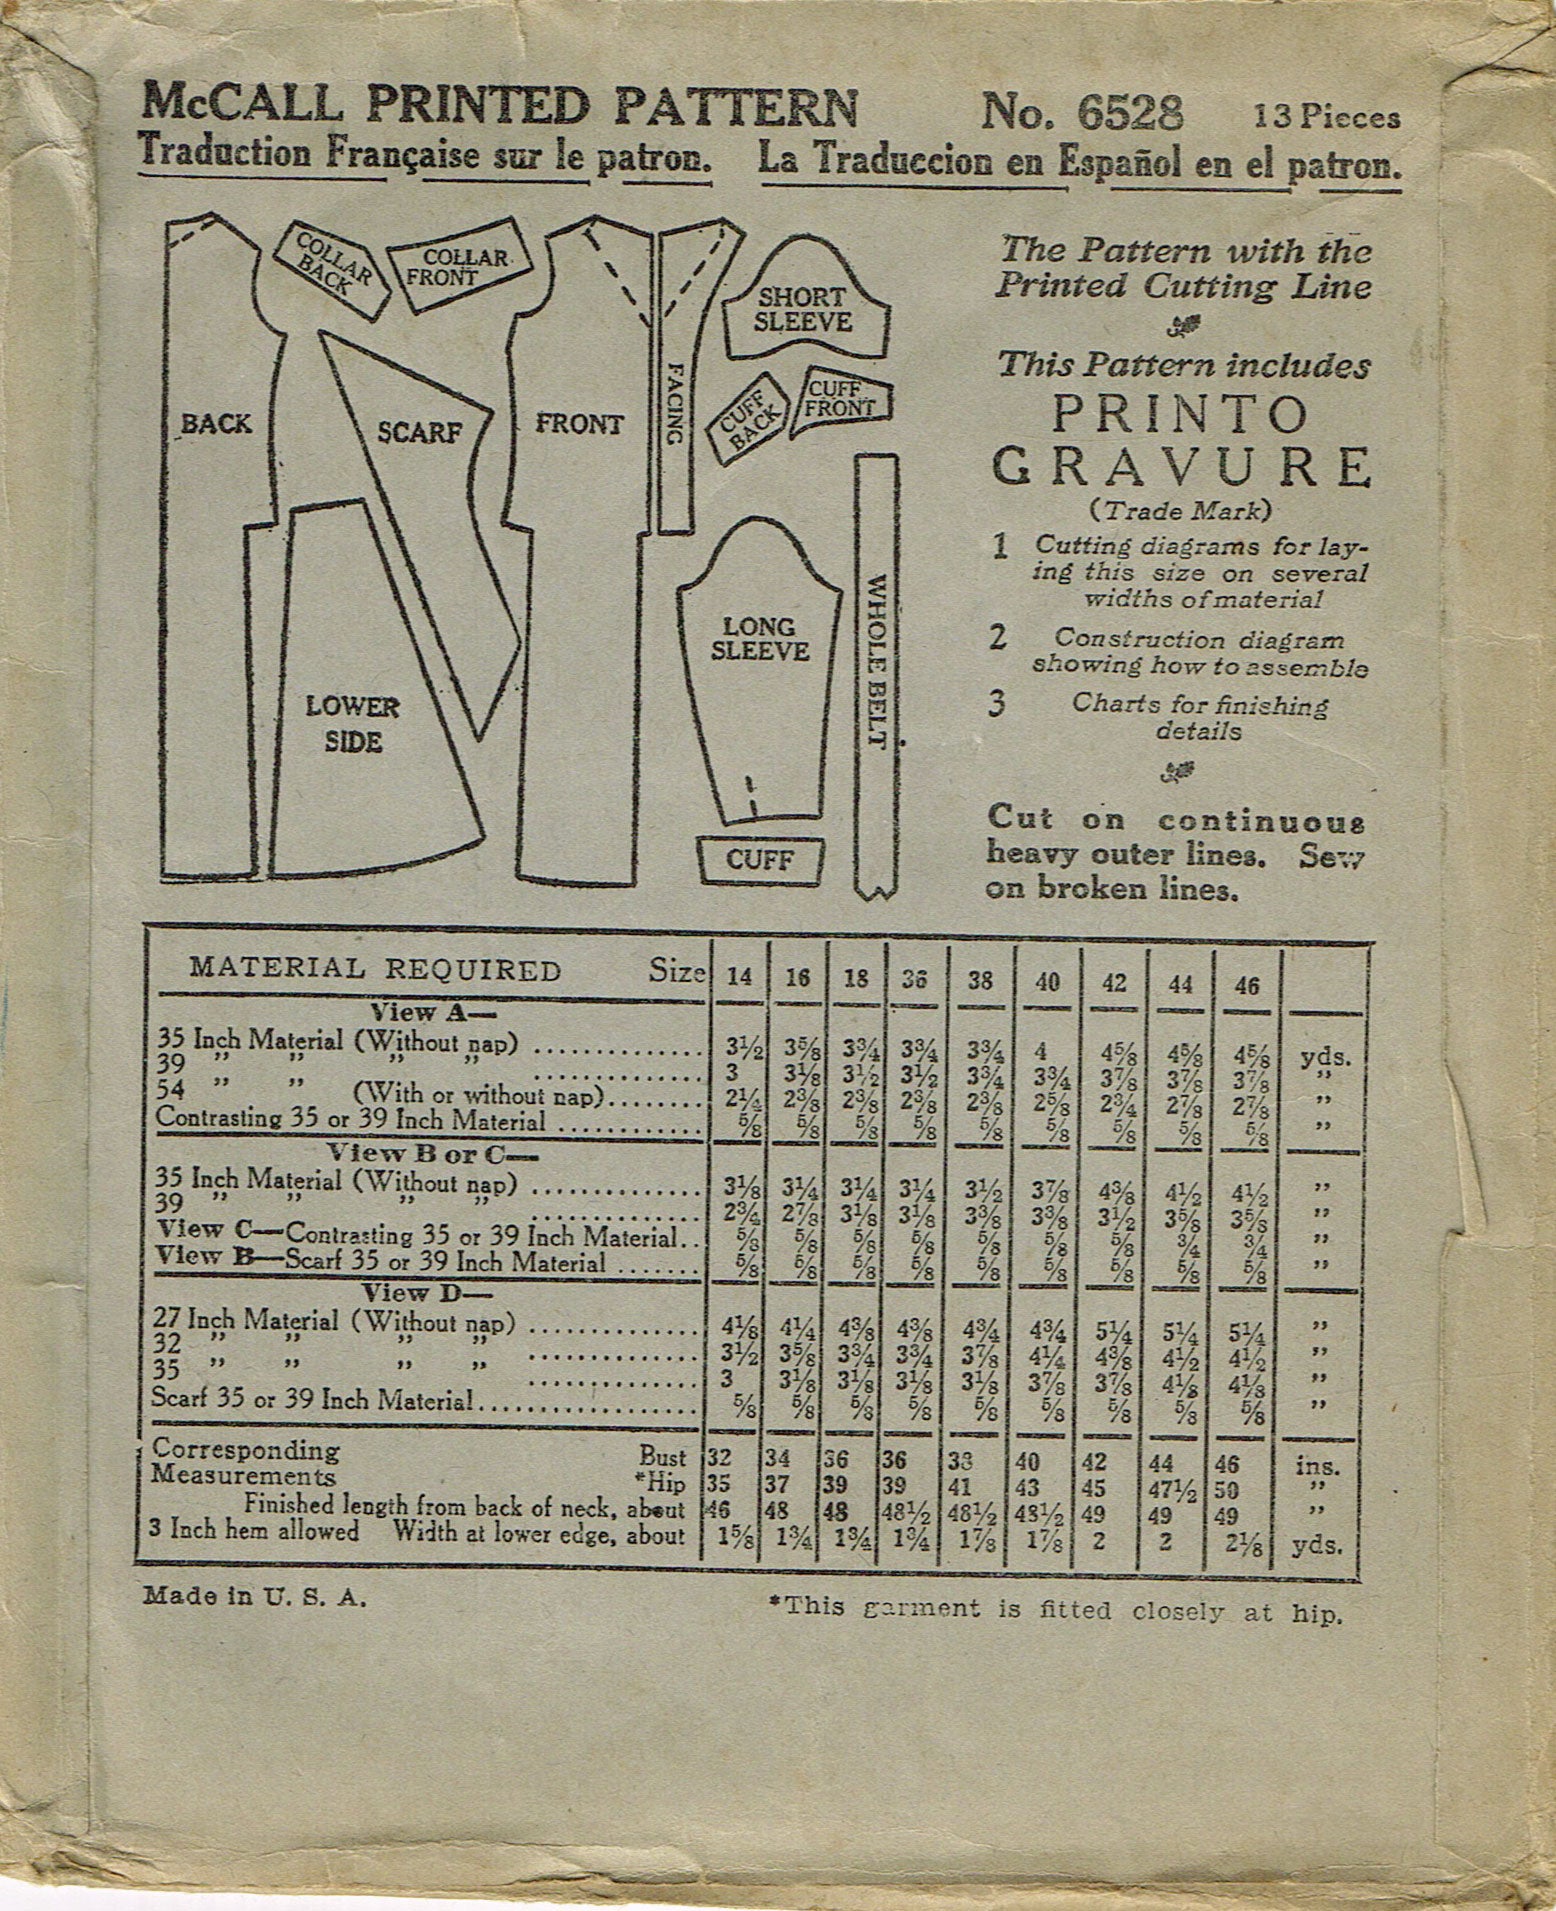 McCALL PRINTED PATTERN No. 6528 13 Pieces
Traduction Française sur le patron. La Traduccion en Español en el patron.
COLLAR BACK
COLLAR FRONT
SHORT SLEEVE
BACK
SCARF
FRONT
FACING
CUFF BACK
CUFF FRONT
LOWER SIDE
LONG SLEEVE
WHOLE BELT
CUFF
The Pattern with the
Printed Cutting Line
This Pattern includes
PRINTO
GRAVURE
(Trade Mark)
1 Cutting diagrams for lay-
ing this size on several
widths of material
2 Construction diagram
showing how to assemble
3 Charts for finishing
details
Cut on continuous
heavy outer lines. Sew
on broken lines.
MATERIAL REQUIRED Size 14 16 18 36 38 40 42 44 46
View A—
35 Inch Material (Without nap) .............. 3½ 3⅝ 3¾ 3¾ 3¾ 4 4⅝ 4⅝ 4⅝ yds.
39 " " " " .............. 3 3⅛ 3½ 3½ 3¾ 3¾ 3⅞ 3⅞ 3⅞ "
54 " " (With or without nap)........ 2¼ 2⅜ 2⅜ 2⅜ 2⅜ 2⅝ 2¾ 2⅞ 2⅞ "
Contrasting 35 or 39 Inch Material ............ ⅝ ⅝ ⅝ ⅝ ⅝ ⅝ ⅝ ⅝ ⅝ "
View B or C—
35 Inch Material (Without nap) .............. 3⅛ 3¼ 3¼ 3¼ 3½ 3⅞ 4⅜ 4½ 4½ "
39 " " " " .............. 2¾ 2⅞ 3⅛ 3⅛ 3⅜ 3⅜ 3½ 3⅝ 3⅝ "
View C—Contrasting 35 or 39 Inch Material.. ⅝ ⅝ ⅝ ⅝ ⅝ ⅝ ⅝ ¾ ¾ "
View B—Scarf 35 or 39 Inch Material ....... ⅝ ⅝ ⅝ ⅝ ⅝ ⅝ ⅝ ⅝ ⅝ "
View D—
27 Inch Material (Without nap) .............. 4⅛ 4¼ 4⅜ 4⅜ 4¾ 4¾ 5¼ 5¼ 5¼ "
32 " " " " .............. 3½ 3⅝ 3¾ 3¾ 3⅞ 4¼ 4⅜ 4½ 4½ "
35 " " " " .............. 3 3⅛ 3⅛ 3⅛ 3⅛ 3⅞ 3⅞ 4⅛ 4⅛ "
Scarf 35 or 39 Inch Material................... ⅝ ⅝ ⅝ ⅝ ⅝ ⅝ ⅝ ⅝ ⅝ "
Corresponding Bust 32 34 36 36 38 40 42 44 46 ins.
Measurements *Hip 35 37 39 39 41 43 45 47½ 50 "
Finished length from back of neck, about 46 48 48 48½ 48½ 48½ 49 49 49 "
3 Inch hem allowed Width at lower edge, about 1⅝ 1¾ 1¾ 1¾ 1⅞ 1⅞ 2 2 2⅛ yds.
Made in U. S. A.
*This garment is fitted closely at hip.